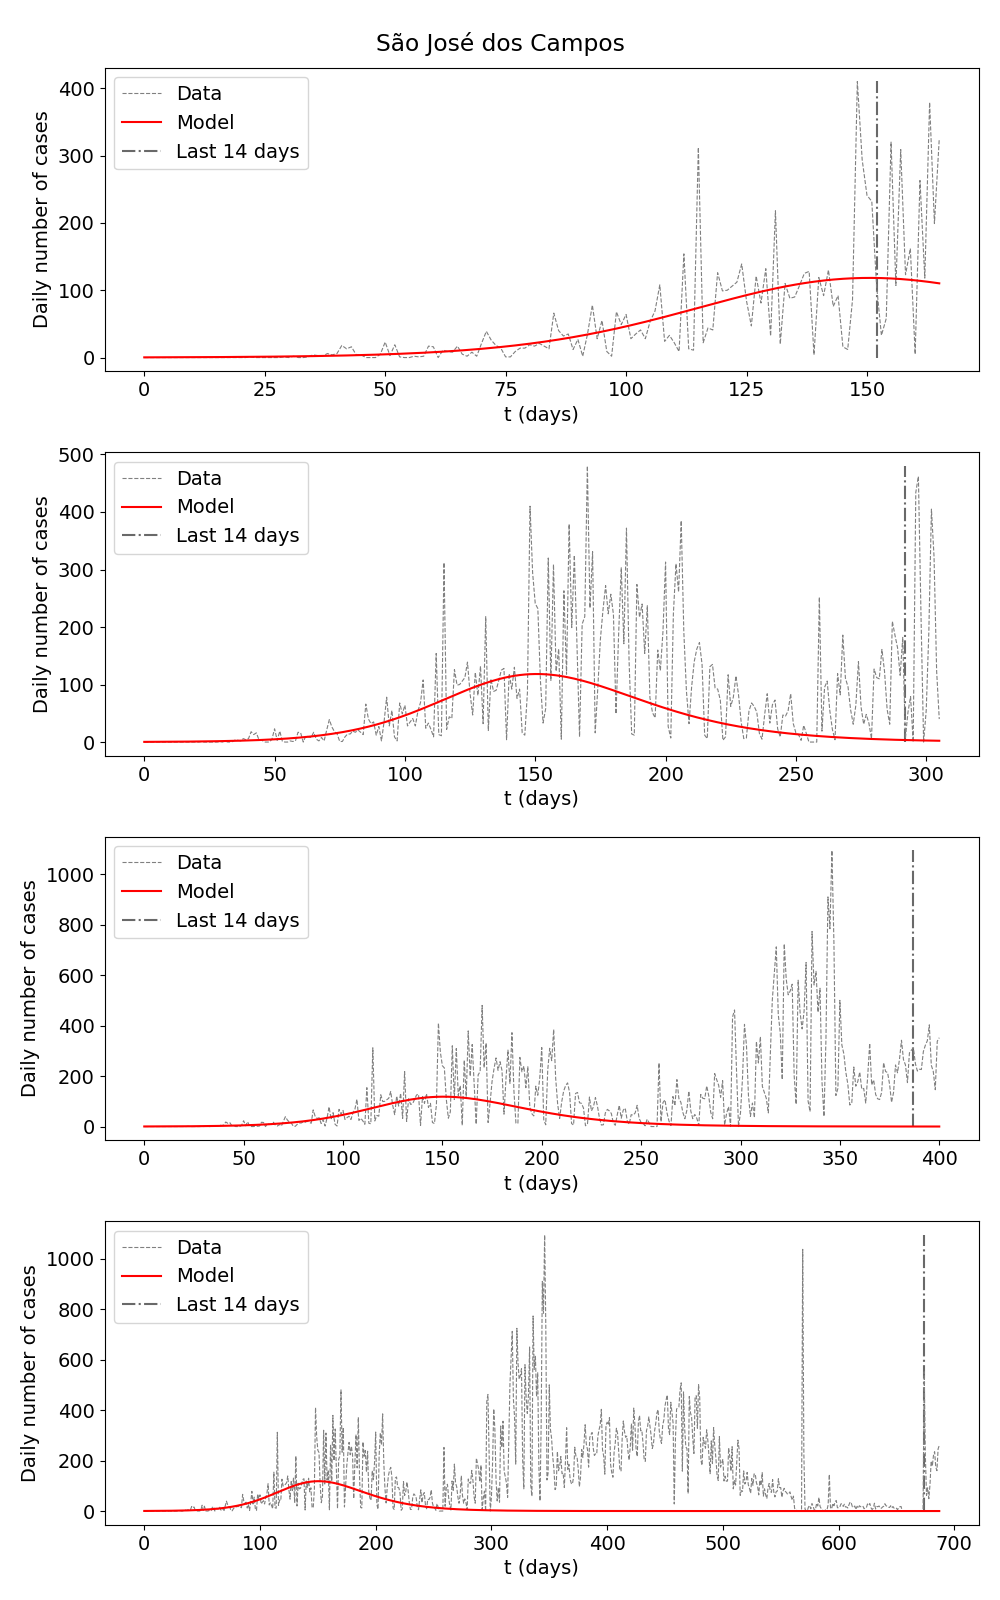 São José dos Campos
Daily number of cases
400
300
200
100
0
Data
Model
Last 14 days
0 25 50 75 100 125 150
t (days)
Daily number of cases
500
400
300
200
100
0
Data
Model
Last 14 days
0 50 100 150 200 250 300
t (days)
Daily number of cases
1000
800
600
400
200
0
Data
Model
Last 14 days
0 50 100 150 200 250 300 350 400
t (days)
Daily number of cases
1000
800
600
400
200
0
Data
Model
Last 14 days
0 100 200 300 400 500 600 700
t (days)